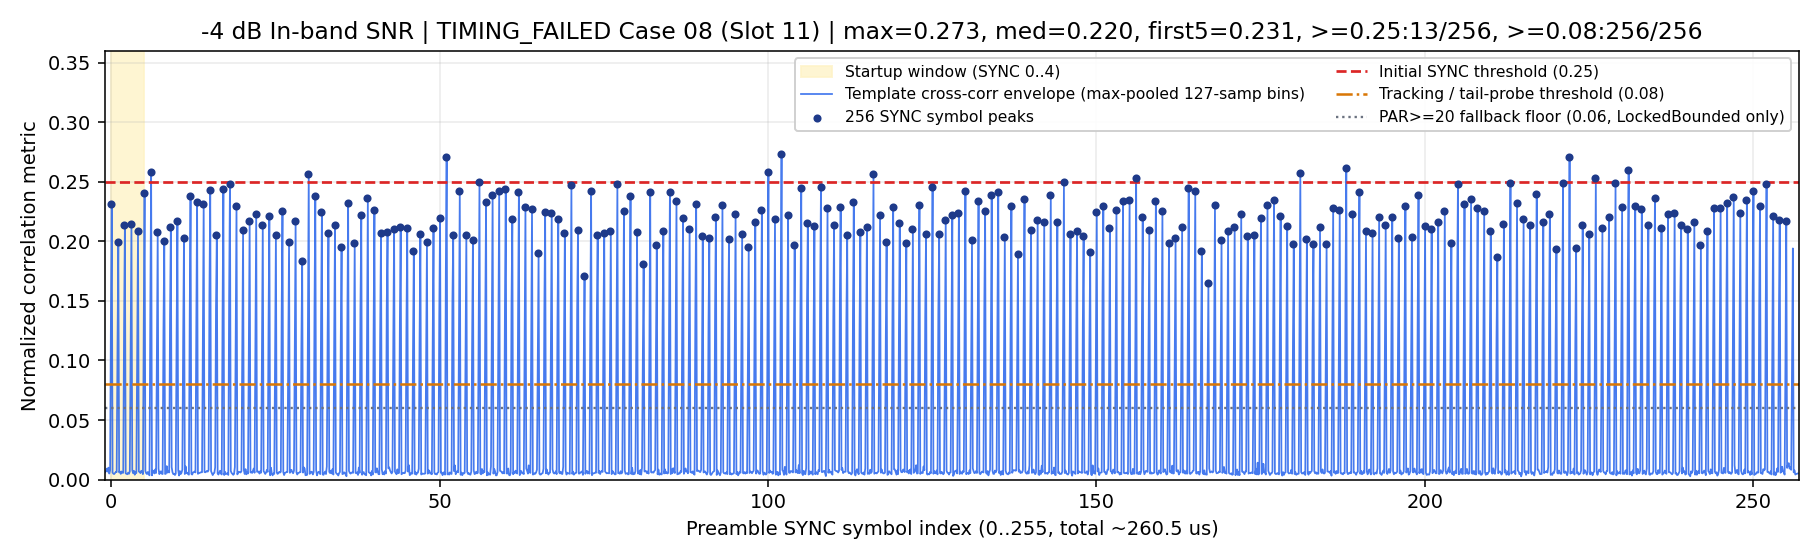 -4 dB In-band SNR | TIMING_FAILED Case 08 (Slot 11) | max=0.273, med=0.220, first5=0.231, >=0.25:13/256, >=0.08:256/256
Normalized correlation metric
0.35
0.30
0.25
0.20
0.15
0.10
0.05
0.00
Startup window (SYNC 0..4)
Template cross-corr envelope (max-pooled 127-samp bins)
256 SYNC symbol peaks
Initial SYNC threshold (0.25)
Tracking / tail-probe threshold (0.08)
PAR>=20 fallback floor (0.06, LockedBounded only)
0 50 100 150 200 250
Preamble SYNC symbol index (0..255, total ~260.5 us)